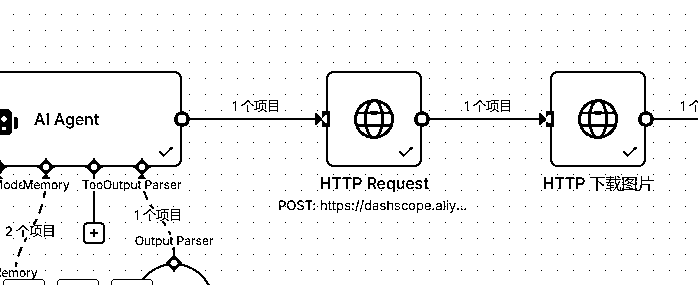 1 个项目
1 个项目
1 个
AI Agent
Model
Memory
Tool
Output Parser
HTTP Request
HTTP 下载图片
POST: https://dashscope.aliy...
1 个项目
2 个项目
Output Parser
Memory